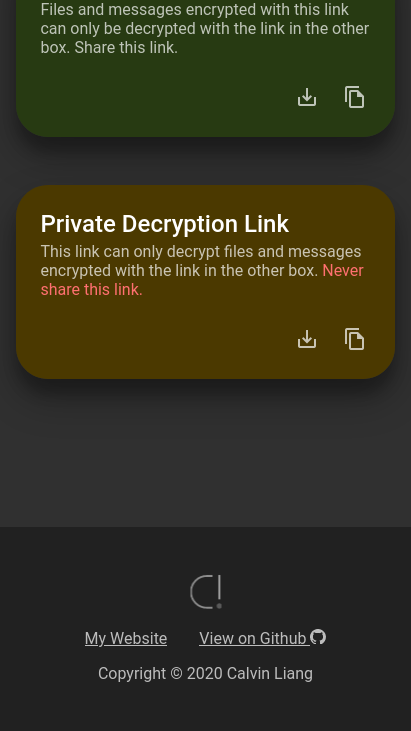 Files and messages encrypted with this link
can only be decrypted with the link in the other
box. Share this link.
Private Decryption Link
This link can only decrypt files and messages
encrypted with the link in the other box. Never
share this link.
C!
My Website View on Github
Copyright © 2020 Calvin Liang